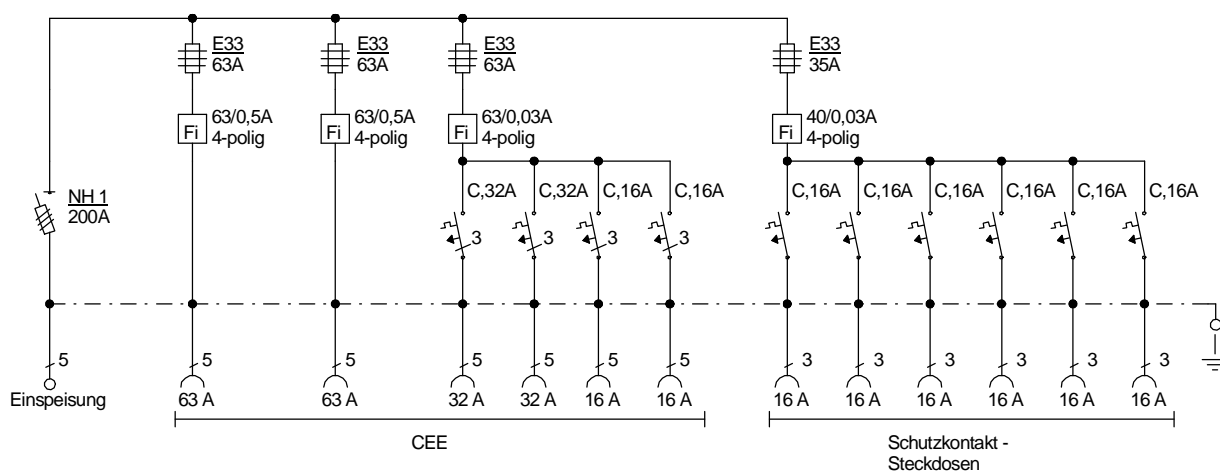 E33
63A
E33
63A
E33
63A
E33
35A
63/0,5A
4-polig
63/0,5A
4-polig
63/0,03A
4-polig
40/0,03A
4-polig
Fi
Fi
Fi
Fi
NH 1
200A
C,32A
C,32A
C,16A
C,16A
C,16A
C,16A
C,16A
C,16A
C,16A
C,16A
3
3
3
3
5
5
5
5
5
5
5
3
3
3
3
3
3
Einspeisung
63 A
63 A
32 A
32 A
16 A
16 A
16 A
16 A
16 A
16 A
16 A
16 A
CEE
Schutzkontakt -
Steckdosen